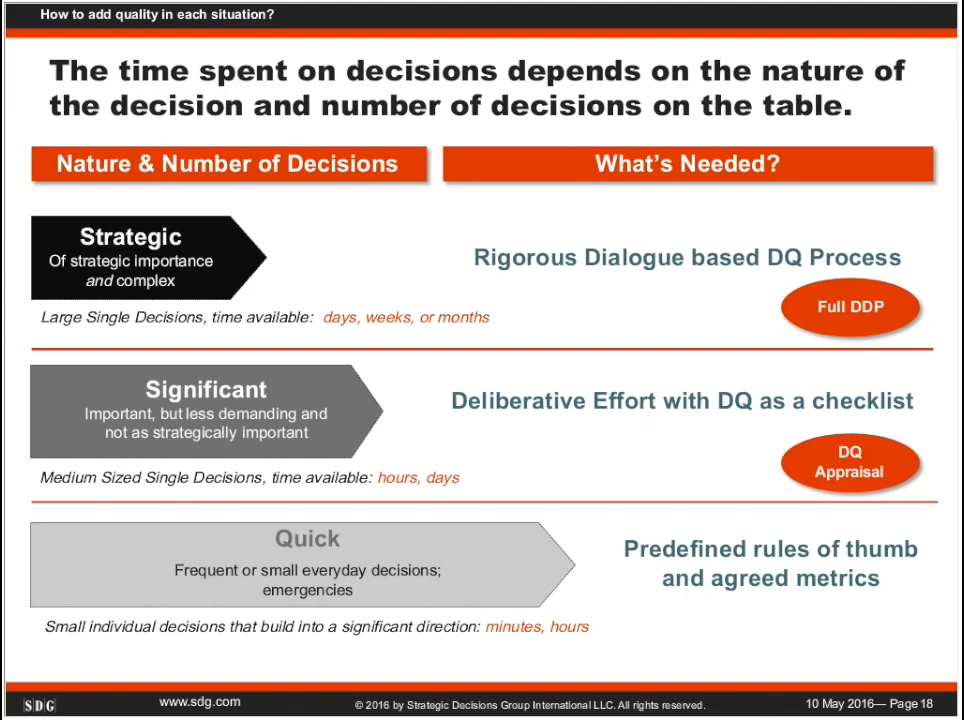 How to add quality in each situation?
The time spent on decisions depends on the nature of
the decision and number of decisions on the table.
Nature & Number of Decisions
What's Needed?
Strategic
Of strategic importance
and complex
Rigorous Dialogue based DQ Process
Full DDP
Large Single Decisions, time available: days, weeks, or months
Significant
Important, but less demanding and
not as strategically important
Deliberative Effort with DQ as a checklist
DQ
Appraisal
Medium Sized Single Decisions, time available: hours, days
Quick
Frequent or small everyday decisions;
emergencies
Predefined rules of thumb
and agreed metrics
Small individual decisions that build into a significant direction: minutes, hours
SDG
www.sdg.com
© 2016 by Strategic Decisions Group International LLC. All rights reserved.
10 May 2016— Page 18